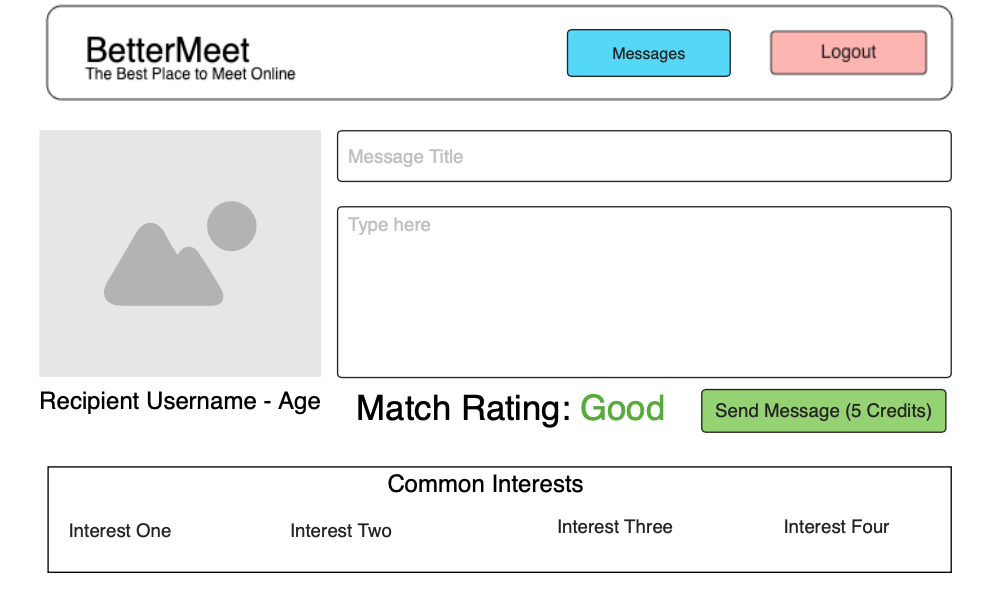 BetterMeet
The Best Place to Meet Online
Messages
Logout
Message Title
Type here
Recipient Username - Age
Match Rating: Good
Send Message (5 Credits)
Common Interests
Interest One
Interest Two
Interest Three
Interest Four